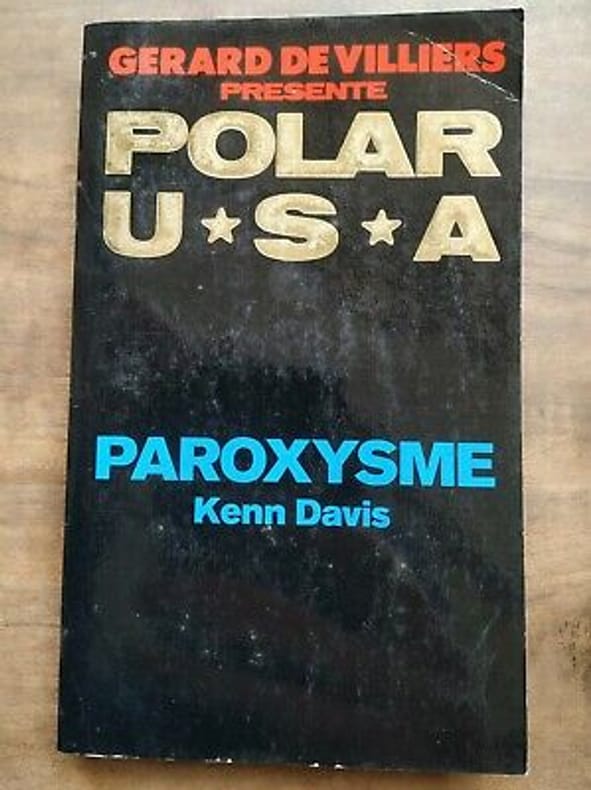 GERARD DE VILLIERS
PRESENTE
POLAR
U★S★A
PAROXYSME
Kenn Davis